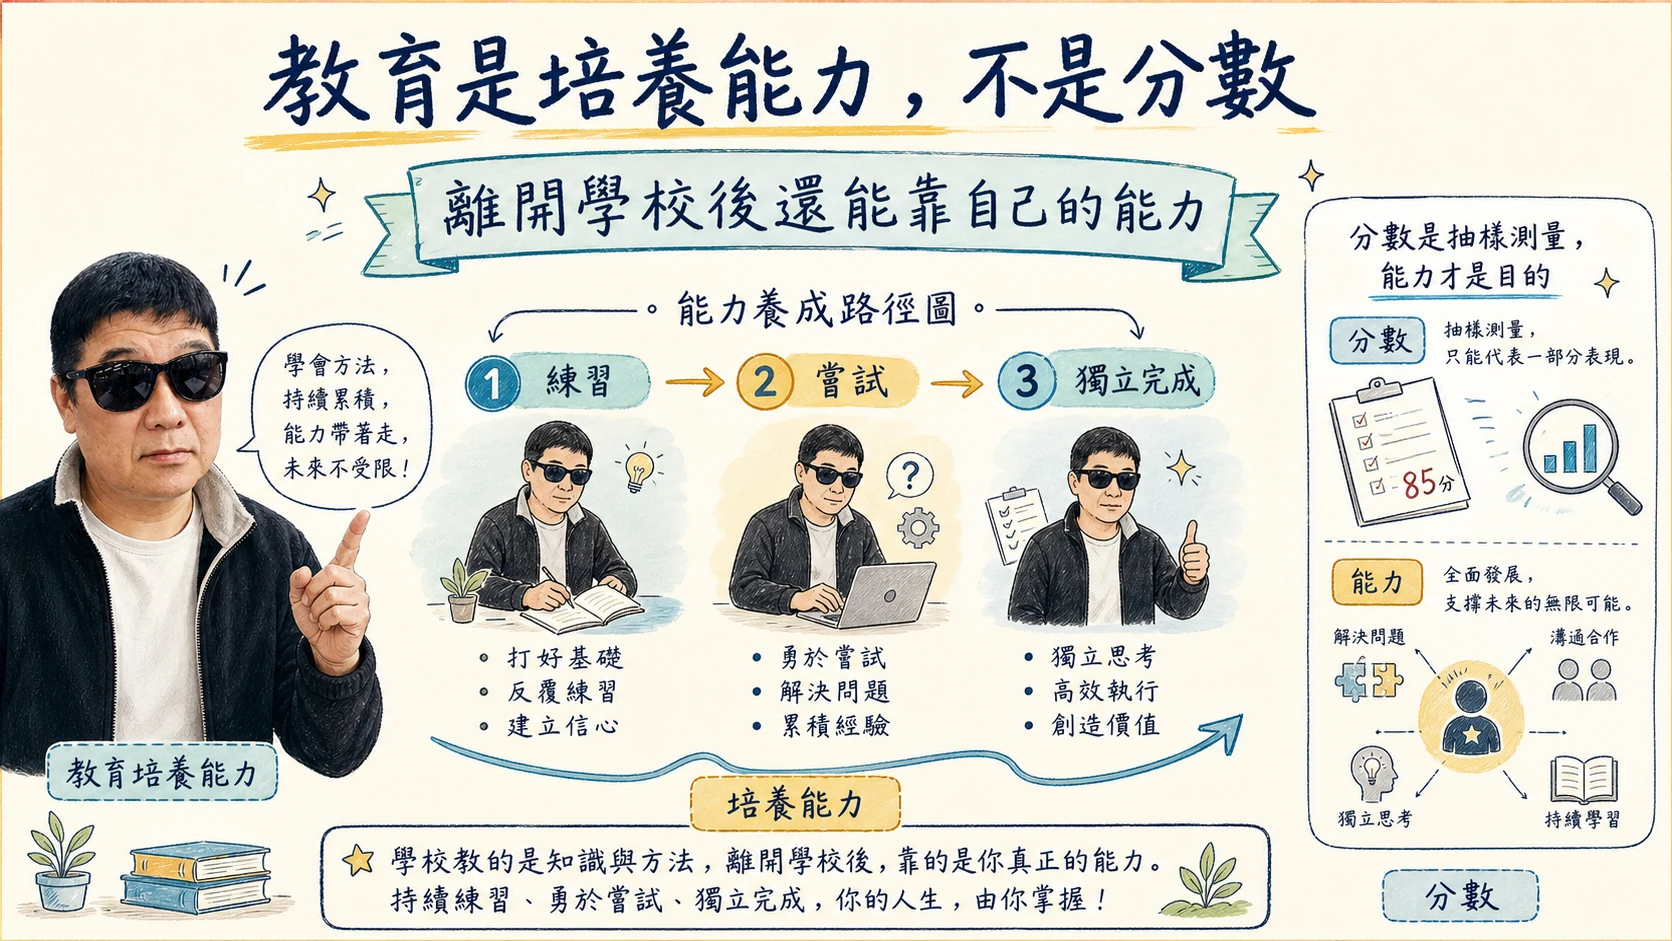 教育是培養能力，不是分數
離開學校後還能靠自己的能力
學會方法，
持續累積，
能力帶著走，
未來不受限！
教育培養能力
能力養成路徑圖
1 練習
2 嘗試
3 獨立完成
?
• 打好基礎
• 反覆練習
• 建立信心
• 勇於嘗試
• 解決問題
• 累積經驗
• 獨立思考
• 高效執行
• 創造價值
培養能力
學校教的是知識與方法，離開學校後，靠的是你真正的能力。
持續練習、勇於嘗試、獨立完成，你的人生，由你掌握！
分數是抽樣測量，
能力才是目的
分數
抽樣測量，
只能代表一部分表現。
85分
能力
全面發展，
支撐未來的無限可能。
解決問題
溝通合作
獨立思考
持續學習
分數